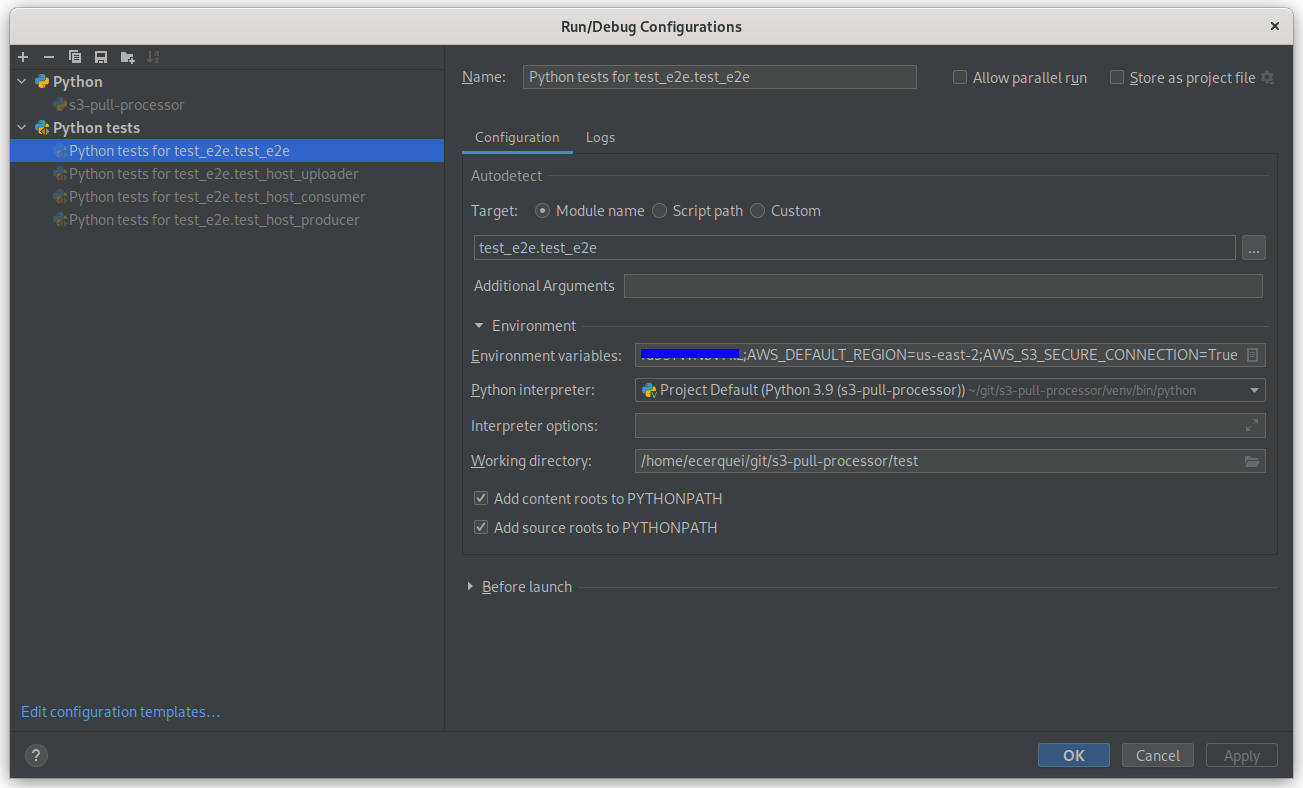 Run/Debug Configurations
Python
s3-pull-processor
Python tests
Python tests for test_e2e.test_e2e
Python tests for test_e2e.test_host_uploader
Python tests for test_e2e.test_host_consumer
Python tests for test_e2e.test_host_producer
Edit configuration templates…
Name: Python tests for test_e2e.test_e2e Allow parallel run Store as project file
Configuration Logs
Autodetect
Target: Module name Script path Custom
test_e2e.test_e2e ...
Additional Arguments
Environment
Environment variables: ;AWS_DEFAULT_REGION=us-east-2;AWS_S3_SECURE_CONNECTION=True
Python interpreter: Project Default (Python 3.9 (s3-pull-processor)) ~/git/s3-pull-processor/venv/bin/python
Interpreter options:
Working directory: /home/ecerquei/git/s3-pull-processor/test
Add content roots to PYTHONPATH
Add source roots to PYTHONPATH
Before launch
? OK Cancel Apply